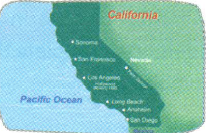 California
Sonoma
San Francisco
Nevada
Los Angeles
Pacific Ocean
Long Beach
Anaheim
San Diego